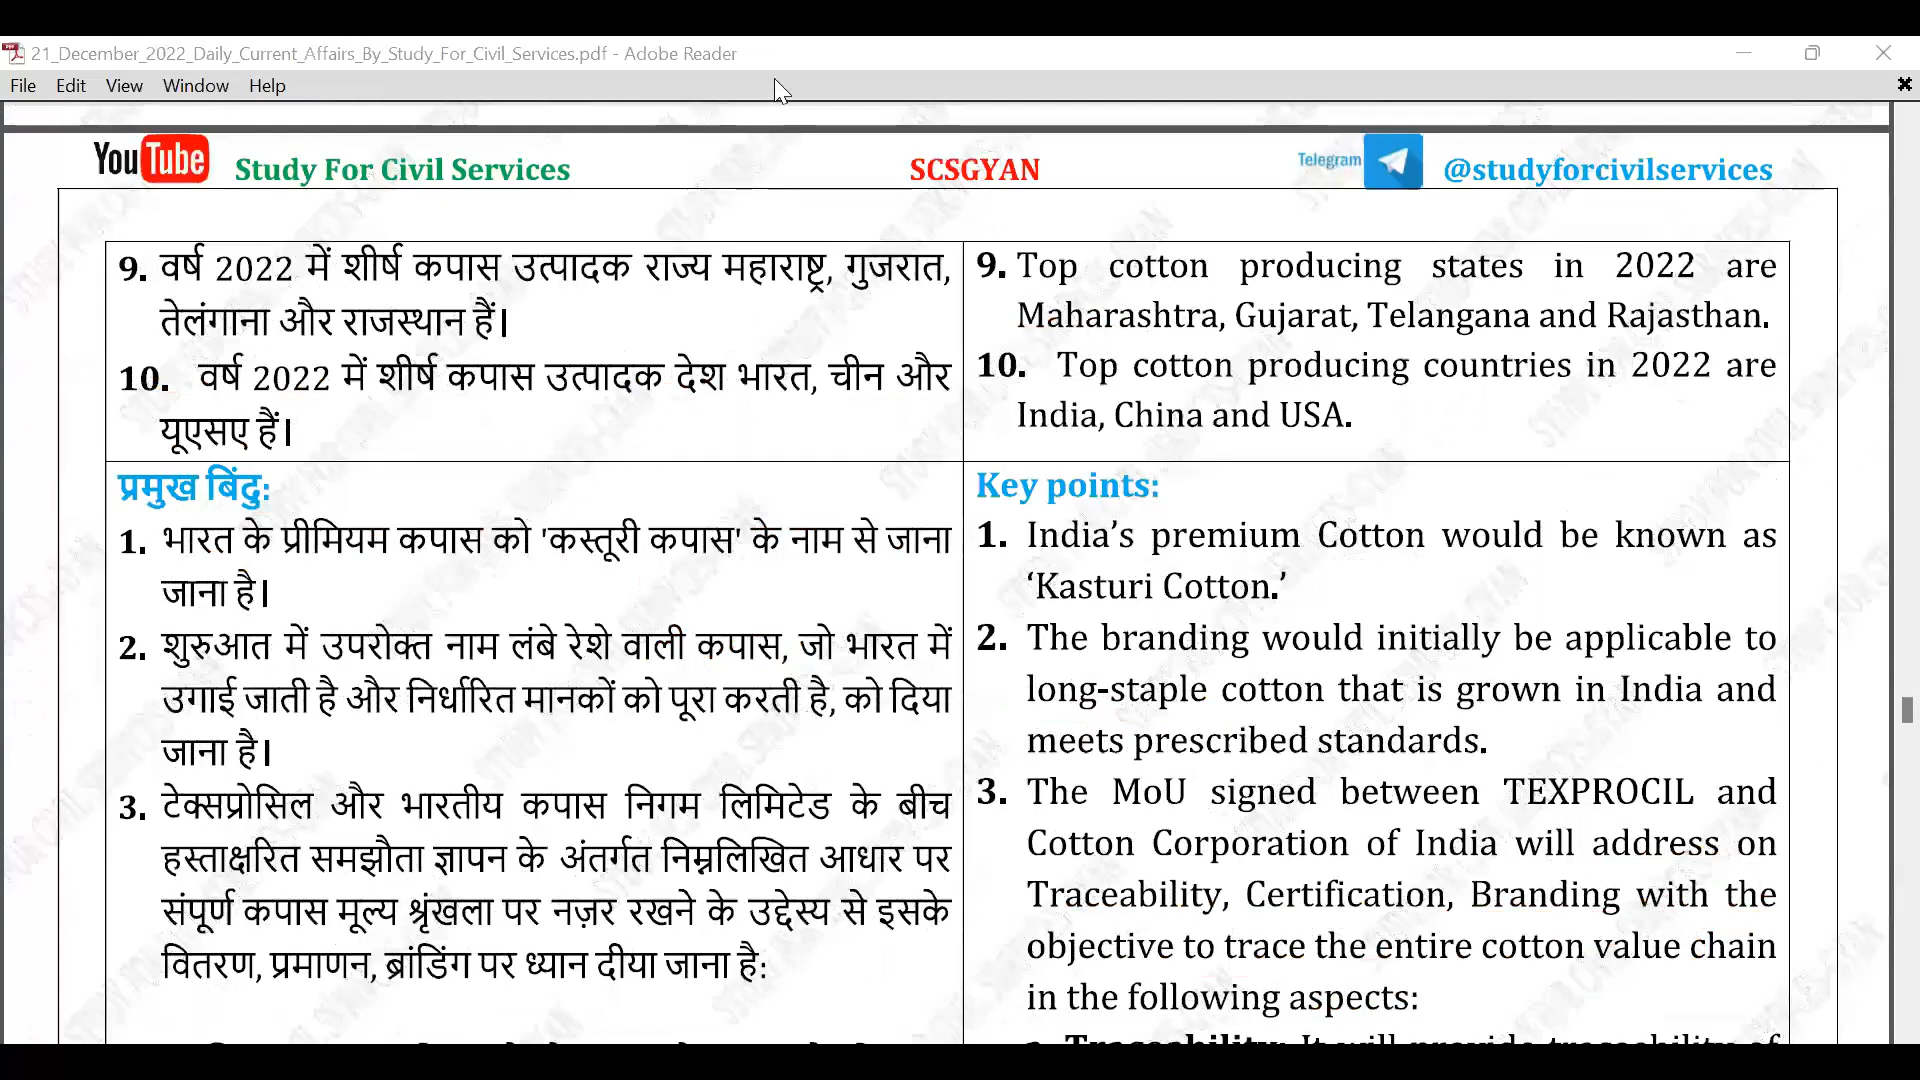 21_December_2022_Daily_Current_Affairs_By_Study_For_Civil_Services.pdf - Adobe Reader
File Edit View Window Help
YouTube Study For Civil Services SCSGYAN Telegram @studyforcivilservices
9. वर्ष 2022 में शीर्ष कपास उत्पादक राज्य महाराष्ट्र, गुजरात,
तेलंगाना और राजस्थान हैं।
10. वर्ष 2022 में शीर्ष कपास उत्पादक देश भारत, चीन और
यूएसए हैं।
9. Top cotton producing states in 2022 are
Maharashtra, Gujarat, Telangana and Rajasthan.
10. Top cotton producing countries in 2022 are
India, China and USA.
प्रमुख बिंदु:
1. भारत के प्रीमियम कपास को 'कस्तूरी कपास' के नाम से जाना
जाना है।
2. शुरुआत में उपरोक्त नाम लंबे रेशे वाली कपास, जो भारत में
उगाई जाती है और निर्धारित मानकों को पूरा करती है, को दिया
जाना है।
3. टेक्सप्रोसिल और भारतीय कपास निगम लिमिटेड के बीच
हस्ताक्षरित समझौता ज्ञापन के अंतर्गत निम्नलिखित आधार पर
संपूर्ण कपास मूल्य श्रृंखला पर नज़र रखने के उद्देस्य से इसके
वितरण, प्रमाणन, ब्रांडिंग पर ध्यान दीया जाना है:
Key points:
1. India’s premium Cotton would be known as
‘Kasturi Cotton.’
2. The branding would initially be applicable to
long-staple cotton that is grown in India and
meets prescribed standards.
3. The MoU signed between TEXPROCIL and
Cotton Corporation of India will address on
Traceability, Certification, Branding with the
objective to trace the entire cotton value chain
in the following aspects:
a. Traceability: It will provide traceability of